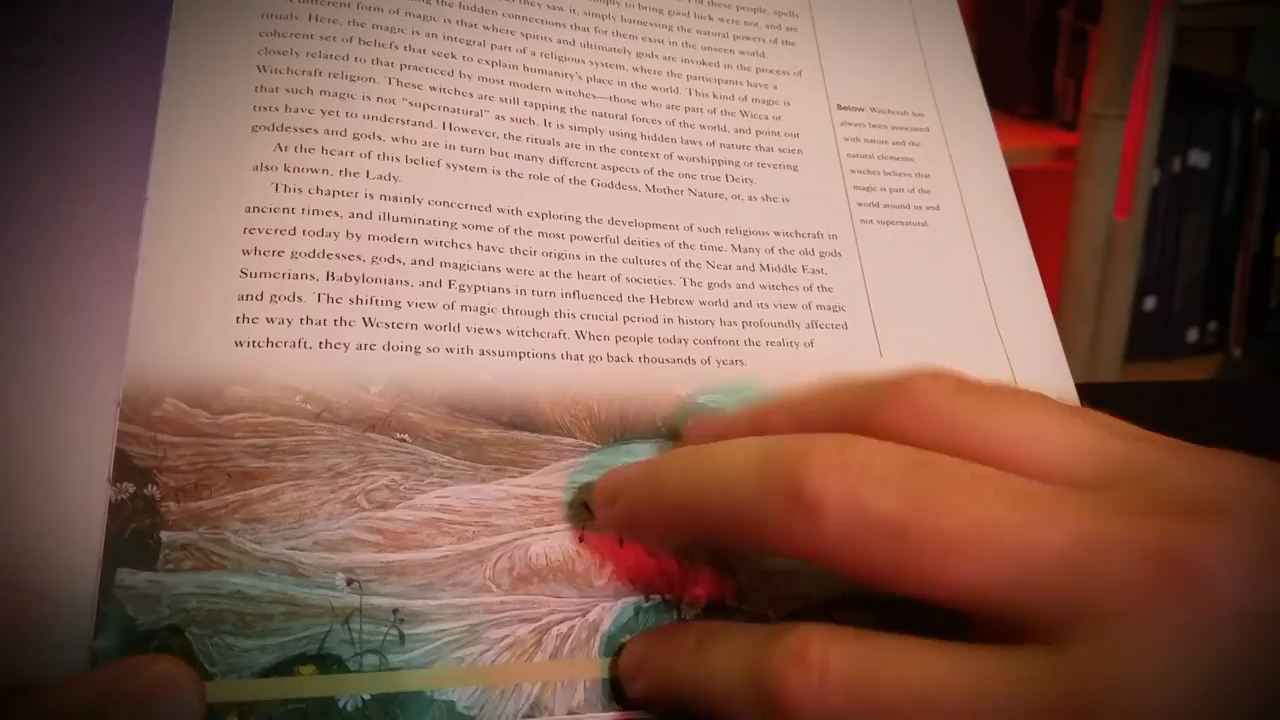 simply to bring good luck were not, and are
they saw it, simply harnessing the natural powers of the
the hidden connections that for them exist in the unseen world.
different form of magic is that where spirits and ultimately gods are invoked in the process of
rituals. Here, the magic is an integral part of a religious system, where the participants have a
coherent set of beliefs that seek to explain humanity's place in the world. This kind of magic is
closely related to that practiced by most modern witches—those who are part of the Wicca or
Witchcraft religion. These witches are still tapping the natural forces of the world, and point out
that such magic is not "supernatural" as such. It is simply using hidden laws of nature that scien
tists have yet to understand. However, the rituals are in the context of worshipping or revering
goddesses and gods, who are in turn but many different aspects of the one true Deity.
At the heart of this belief system is the role of the Goddess, Mother Nature, or, as she is
also known, the Lady.
This chapter is mainly concerned with exploring the development of such religious witchcraft in
ancient times, and illuminating some of the most powerful deities of the time. Many of the old gods
revered today by modern witches have their origins in the cultures of the Near and Middle East,
where goddesses, gods, and magicians were at the heart of societies. The gods and witches of the
Sumerians, Babylonians, and Egyptians in turn influenced the Hebrew world and its view of magic
and gods. The shifting view of magic through this crucial period in history has profoundly affected
the way that the Western world views witchcraft. When people today confront the reality of
witchcraft, they are doing so with assumptions that go back thousands of years.
Below: Witchcraft has
always been associated
with nature and the
natural elements;
witches believe that
magic is part of the
world around us and
not supernatural.